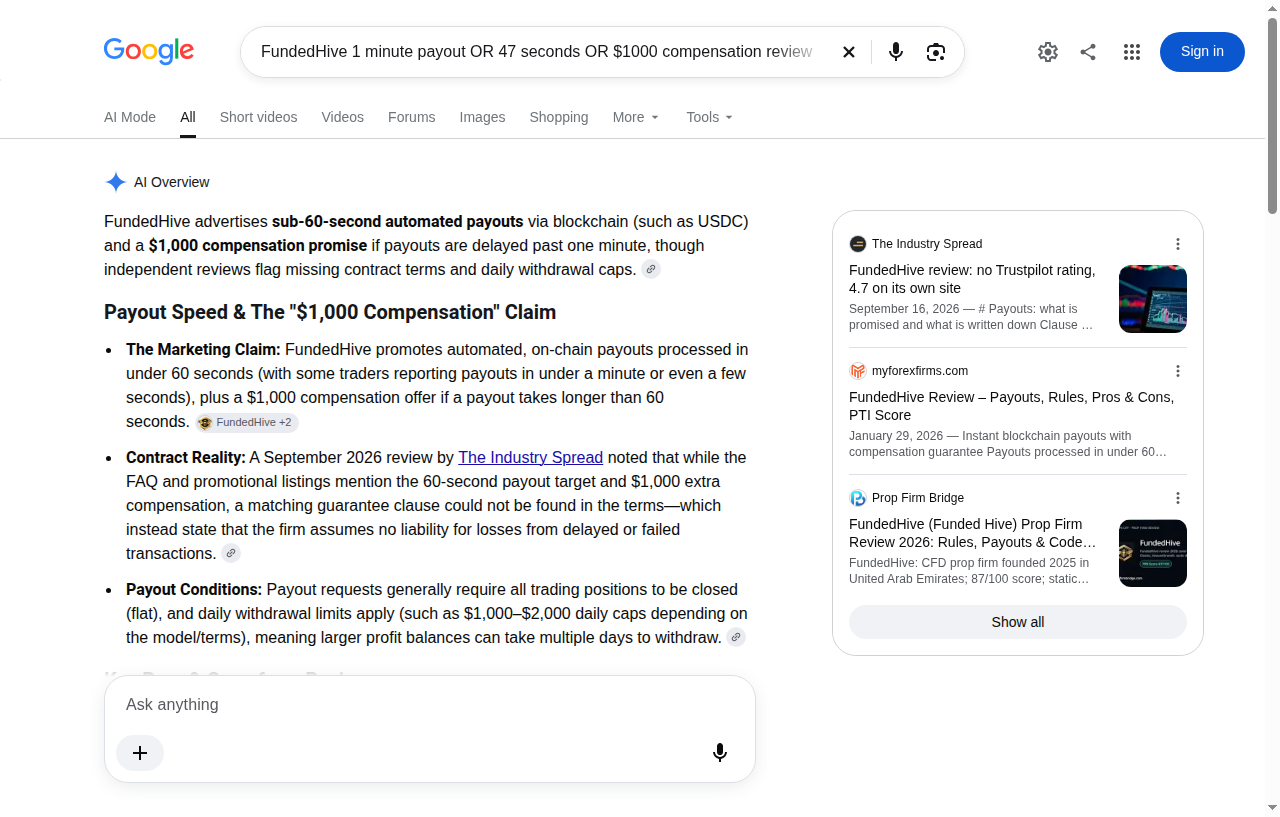 Google
FundedHive 1 minute payout OR 47 seconds OR $1000 compensation review
Sign in
AI Mode
All
Short videos
Videos
Forums
Images
Shopping
More
Tools
AI Overview
FundedHive advertises sub-60-second automated payouts via blockchain (such as USDC)
and a $1,000 compensation promise if payouts are delayed past one minute, though
independent reviews flag missing contract terms and daily withdrawal caps.
Payout Speed & The "$1,000 Compensation" Claim
• The Marketing Claim: FundedHive promotes automated, on-chain payouts processed in
under 60 seconds (with some traders reporting payouts in under a minute or even a few
seconds), plus a $1,000 compensation offer if a payout takes longer than 60
seconds. FundedHive +2
• Contract Reality: A September 2026 review by The Industry Spread noted that while the
FAQ and promotional listings mention the 60-second payout target and $1,000 extra
compensation, a matching guarantee clause could not be found in the terms—which
instead state that the firm assumes no liability for losses from delayed or failed
transactions.
• Payout Conditions: Payout requests generally require all trading positions to be closed
(flat), and daily withdrawal limits apply (such as $1,000–$2,000 daily caps depending on
the model/terms), meaning larger profit balances can take multiple days to withdraw.
Ask anything
The Industry Spread
FundedHive review: no Trustpilot rating,
4.7 on its own site
September 16, 2026 — # Payouts: what is
promised and what is written down Clause …
myforexfirms.com
FundedHive Review – Payouts, Rules, Pros & Cons,
PTI Score
January 29, 2026 — Instant blockchain payouts with
compensation guarantee Payouts processed in under 60…
Prop Firm Bridge
FundedHive (Funded Hive) Prop Firm
Review 2026: Rules, Payouts & Code…
FundedHive: CFD prop firm founded 2025 in
United Arab Emirates; 87/100 score; static…
FundedHive
Show all